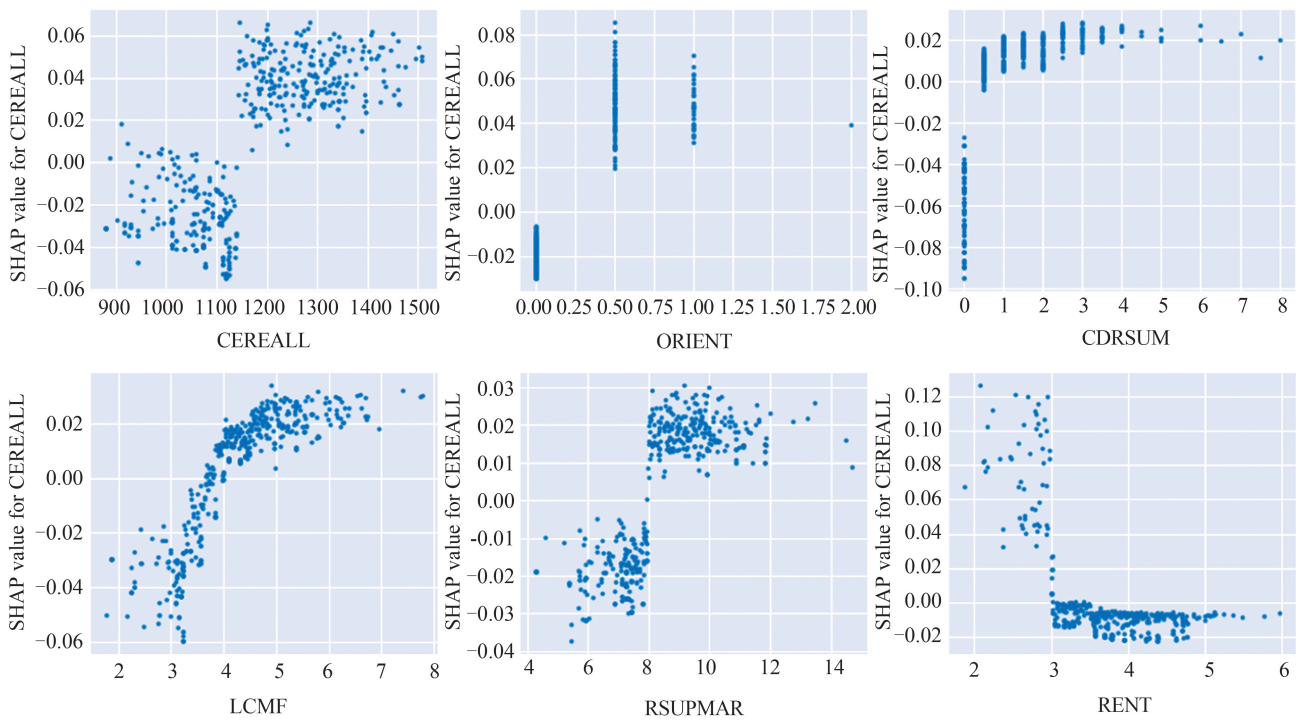 SHAP value for CEREALL
0.06
0.04
0.02
0.00
−0.02
−0.04
−0.06
900 1000 1100 1200 1300 1400 1500
CEREALL
SHAP value for CEREALL
0.08
0.06
0.04
0.02
0.00
−0.02
0.00 0.25 0.50 0.75 1.00 1.25 1.50 1.75 2.00
ORIENT
SHAP value for CEREALL
0.02
0.00
−0.02
−0.04
−0.06
−0.08
−0.10
0 1 2 3 4 5 6 7 8
CDRSUM
SHAP value for CEREALL
0.02
0.00
−0.02
−0.04
−0.06
2 3 4 5 6 7 8
LCMF
SHAP value for CEREALL
0.03
0.02
0.01
0.00
-0.01
−0.02
−0.03
−0.04
4 6 8 10 12 14
RSUPMAR
SHAP value for CEREALL
0.12
0.10
0.08
0.06
0.04
0.02
0.00
−0.02
2 3 4 5 6
RENT